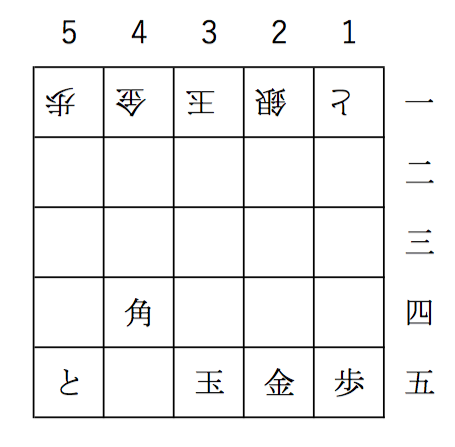 5 4 3 2 1
歩 金 王 銀 と 一
二
三
角 四
と 玉 金 歩 五